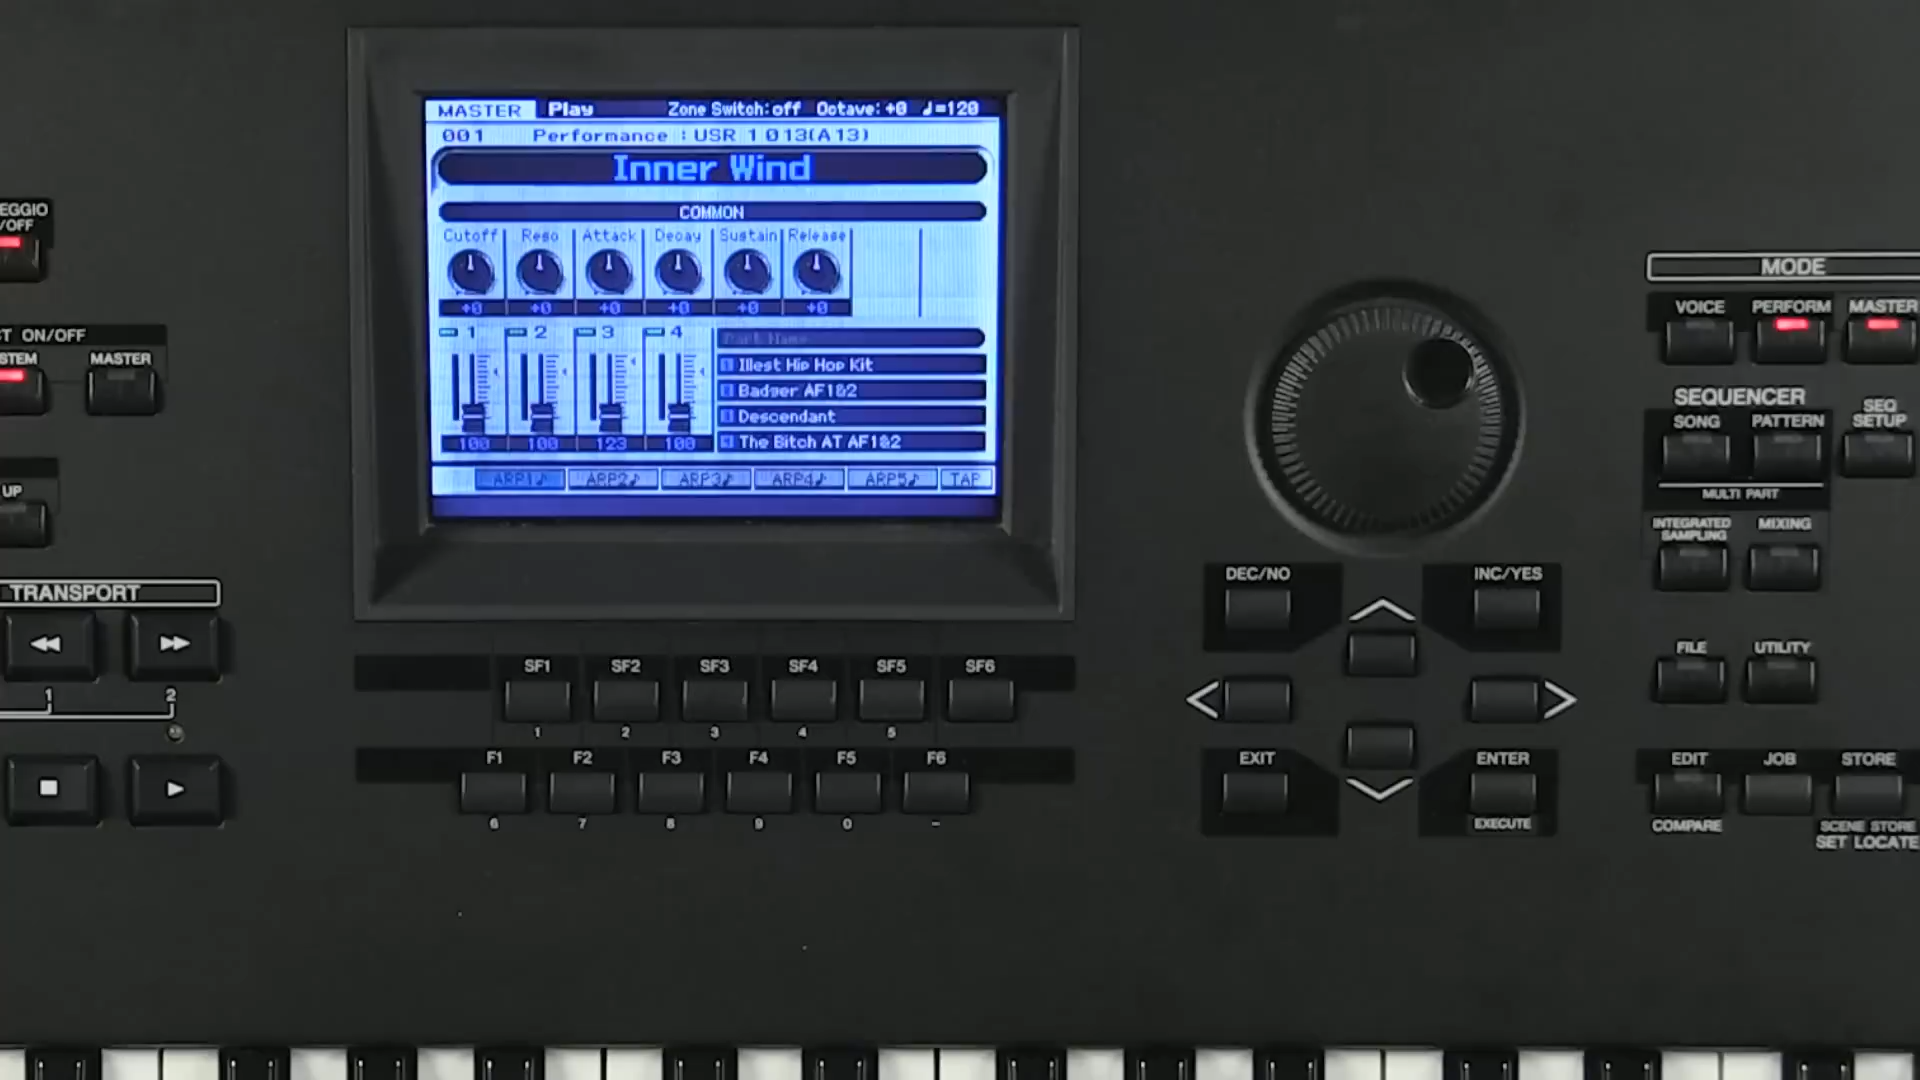 MASTER Play Zone Switch:off Octave:+0 ♩=120
001 Performance : USR 1 013(A13)
Inner Wind
COMMON
Cutoff Reso Attack Decay Sustain Release
+0 +0 +0 +0 +0 +0
1 2 3 4
Part Name
1 Illest Hip Hop Kit
2 Badger AF1&2
3 Descendant
4 The Bitch AT AF1&2
100 100 123 100
ARP1♪ ARP2♪ ARP3♪ ARP4♪ ARP5♪ TAP
EGGIO
/OFF
T ON/OFF
STEM MASTER
UP
TRANSPORT
1 2
SF1 SF2 SF3 SF4 SF5 SF6
1 2 3 4 5
F1 F2 F3 F4 F5 F6
6 7 8 9 0 –
DEC/NO INC/YES
EXIT ENTER
EXECUTE
MODE
VOICE PERFORM MASTER
SEQUENCER
SONG PATTERN SEQ
SETUP
MULTI PART
INTEGRATED
SAMPLING MIXING
FILE UTILITY
EDIT JOB STORE
COMPARE SCENE STORE
SET LOCATE